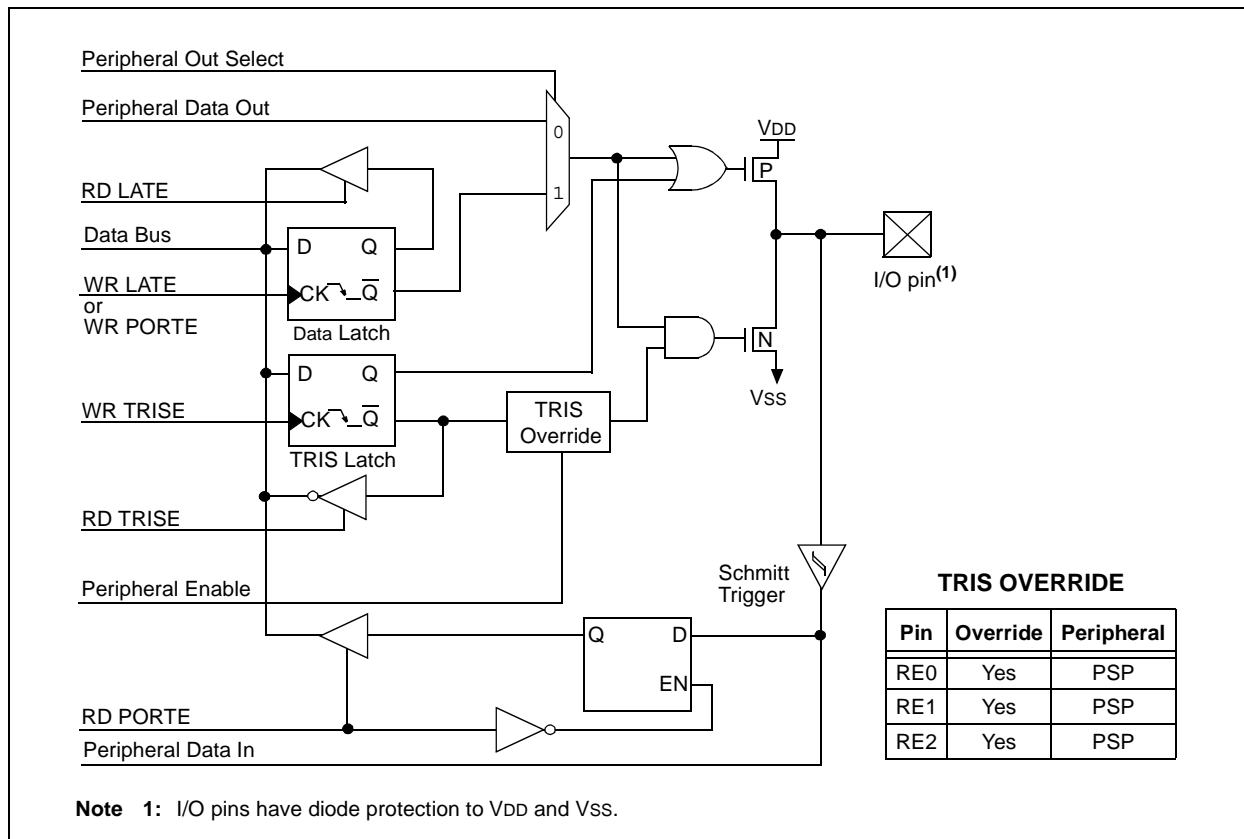 Peripheral Out Select
Peripheral Data Out
0
1
VDD
P
RD LATE
Data Bus
D Q
WR LATE
or
WR PORTE
CK Q̅
Data Latch
I/O pin(1)
N
VSS
D Q
WR TRISE
CK Q̅
TRIS Latch
TRIS
Override
RD TRISE
Peripheral Enable
Schmitt
Trigger
Q D
EN
RD PORTE
Peripheral Data In
TRIS OVERRIDE
Pin Override Peripheral
RE0 Yes PSP
RE1 Yes PSP
RE2 Yes PSP
Note 1: I/O pins have diode protection to VDD and VSS.